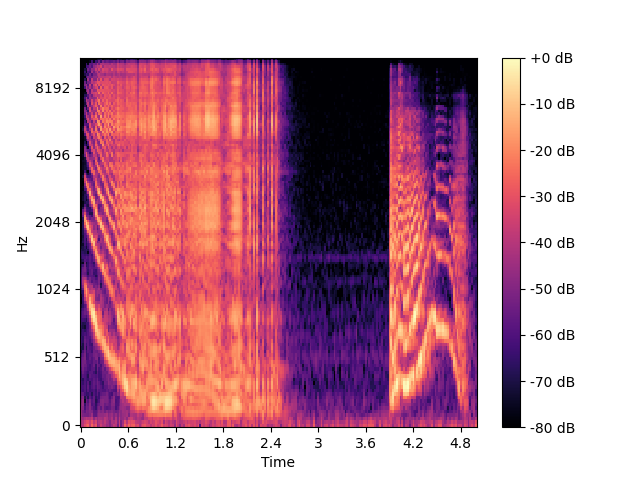 +0 dB
8192
-10 dB
4096
-20 dB
-30 dB
2048
Hz
-40 dB
1024
-50 dB
512
-60 dB
-70 dB
0
-80 dB
0 0.6 1.2 1.8 2.4 3 3.6 4.2 4.8
Time